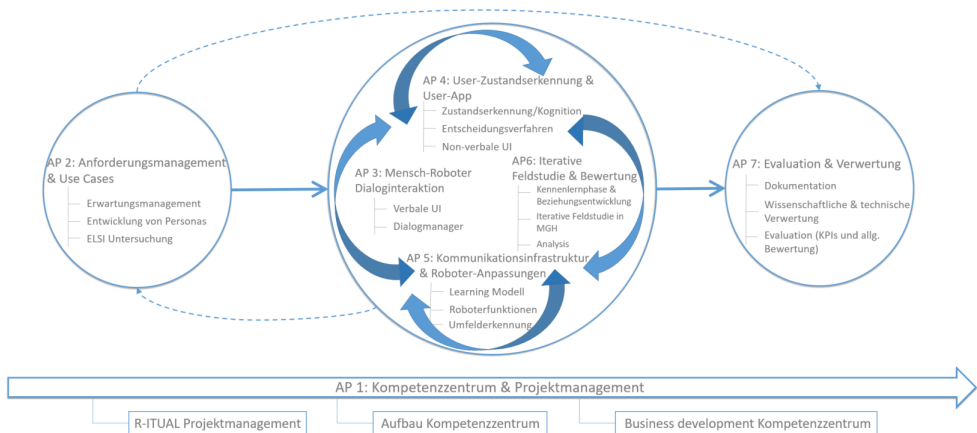 AP 2: Anforderungsmanagement
& Use Cases
Erwartungsmanagement
Entwicklung von Personas
ELSI Untersuchung
AP 4: User-Zustandserkennung &
User-App
Zustandserkennung/Kognition
Entscheidungsverfahren
Non-verbale UI
AP 3: Mensch-Roboter
Dialoginteraktion
Verbale UI
Dialogmanager
AP6: Iterative
Feldstudie & Bewertung
Kennenlernphase &
Beziehungsentwicklung
Iterative Feldstudie in
MGH
Analysis
AP 5: Kommunikationsinfrastruktur
& Roboter-Anpassungen
Learning Modell
Roboterfunktionen
Umfelderkennung
AP 7: Evaluation & Verwertung
Dokumentation
Wissenschaftliche & technische
Verwertung
Evaluation (KPIs und allg.
Bewertung)
AP 1: Kompetenzzentrum & Projektmanagement
R-ITUAL Projektmanagement
Aufbau Kompetenzzentrum
Business development Kompetenzzentrum